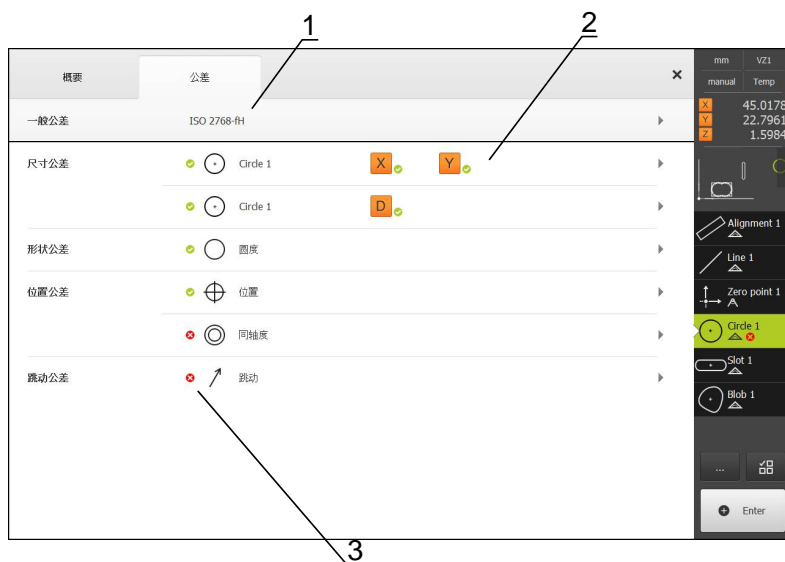 1
2
概要
公差
×
mm VZ1
manual Temp
X 45.0178
Y 22.7961
Z 1.5984
一般公差 ISO 2768-fH
尺寸公差 Circle 1 X Y
Circle 1 D
形状公差 圆度
位置公差 位置
同轴度
跳动公差 跳动
Alignment 1
Line 1
Zero point 1
Circle 1
Slot 1
Blob 1
...
Enter
3